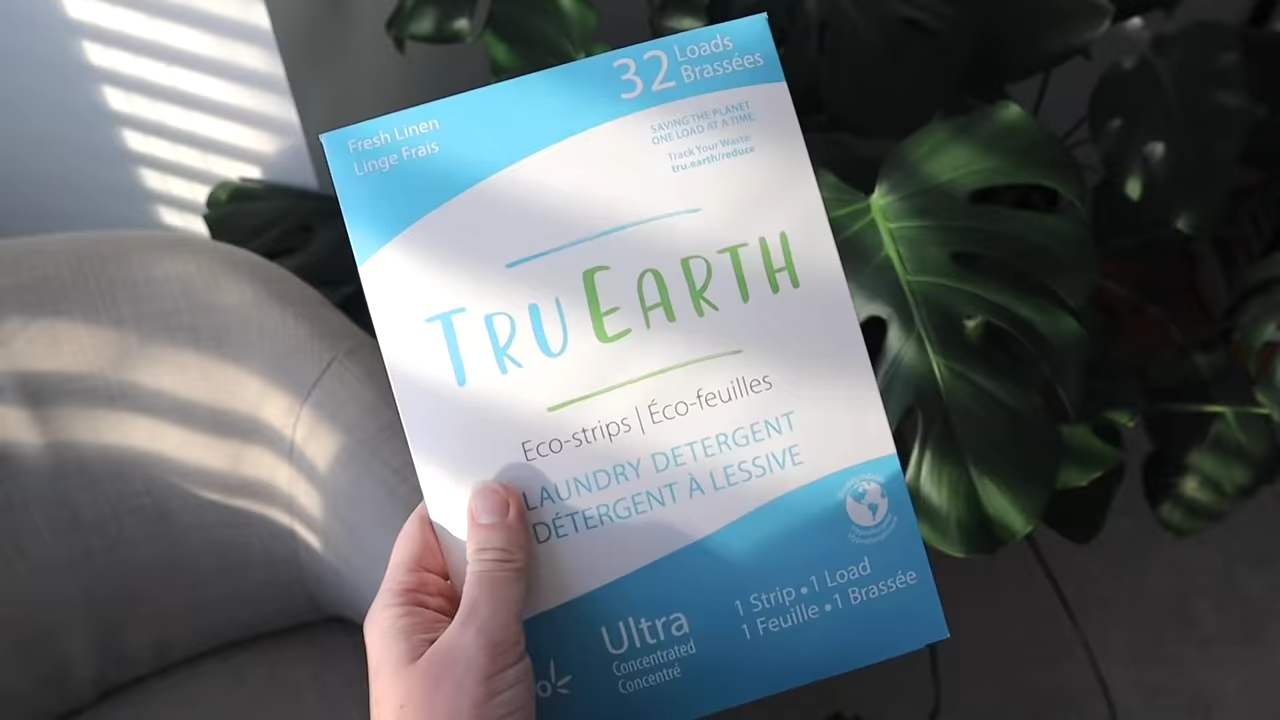 Fresh Linen
Linge Frais
32 Loads
Brassées
SAVING THE PLANET
ONE LOAD AT A TIME
Track Your Waste
tru.earth/reduce
TRUEARTH
Eco-strips | Éco-feuilles
LAUNDRY DETERGENT
DÉTERGENT À LESSIVE
Ultra
Concentrated
Concentré
1 Strip • 1 Load
1 Feuille • 1 Brassée